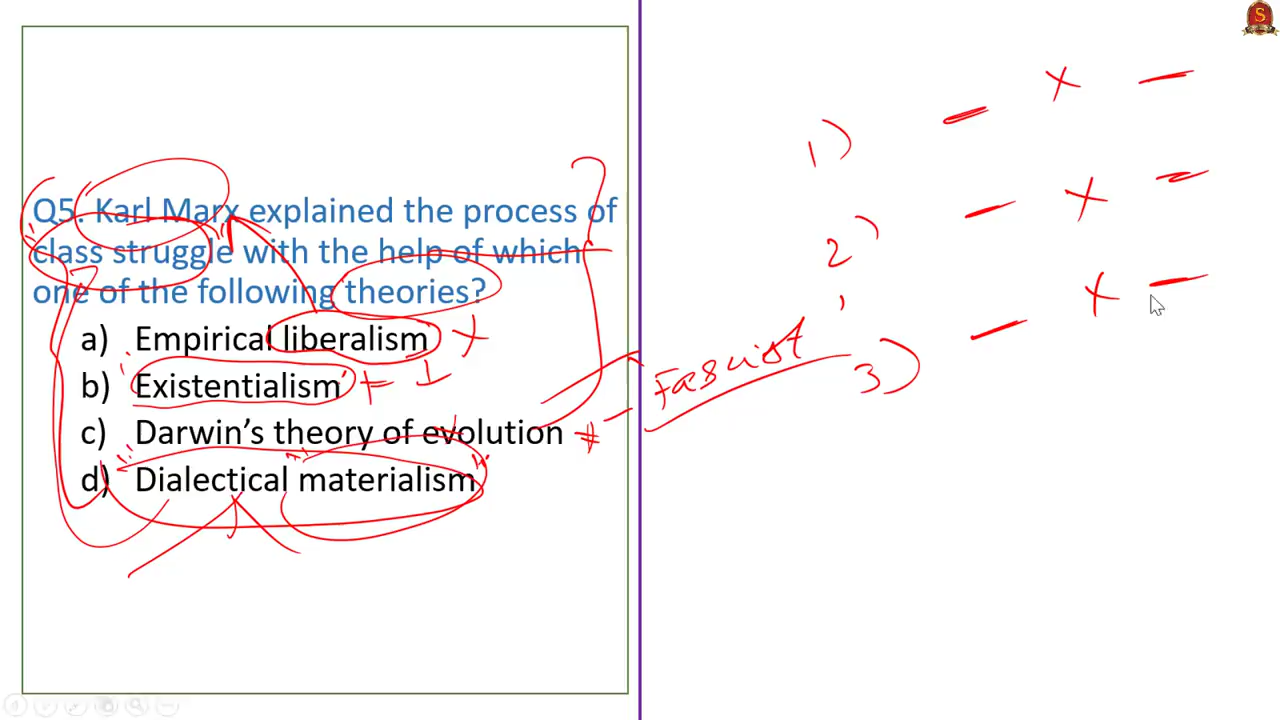 Q5. Karl Marx explained the process of
class struggle with the help of which
one of the following theories?
a) Empirical liberalism
b) Existentialism
c) Darwin's theory of evolution
d) Dialectical materialism
Fascist
1)
2)
3)
S